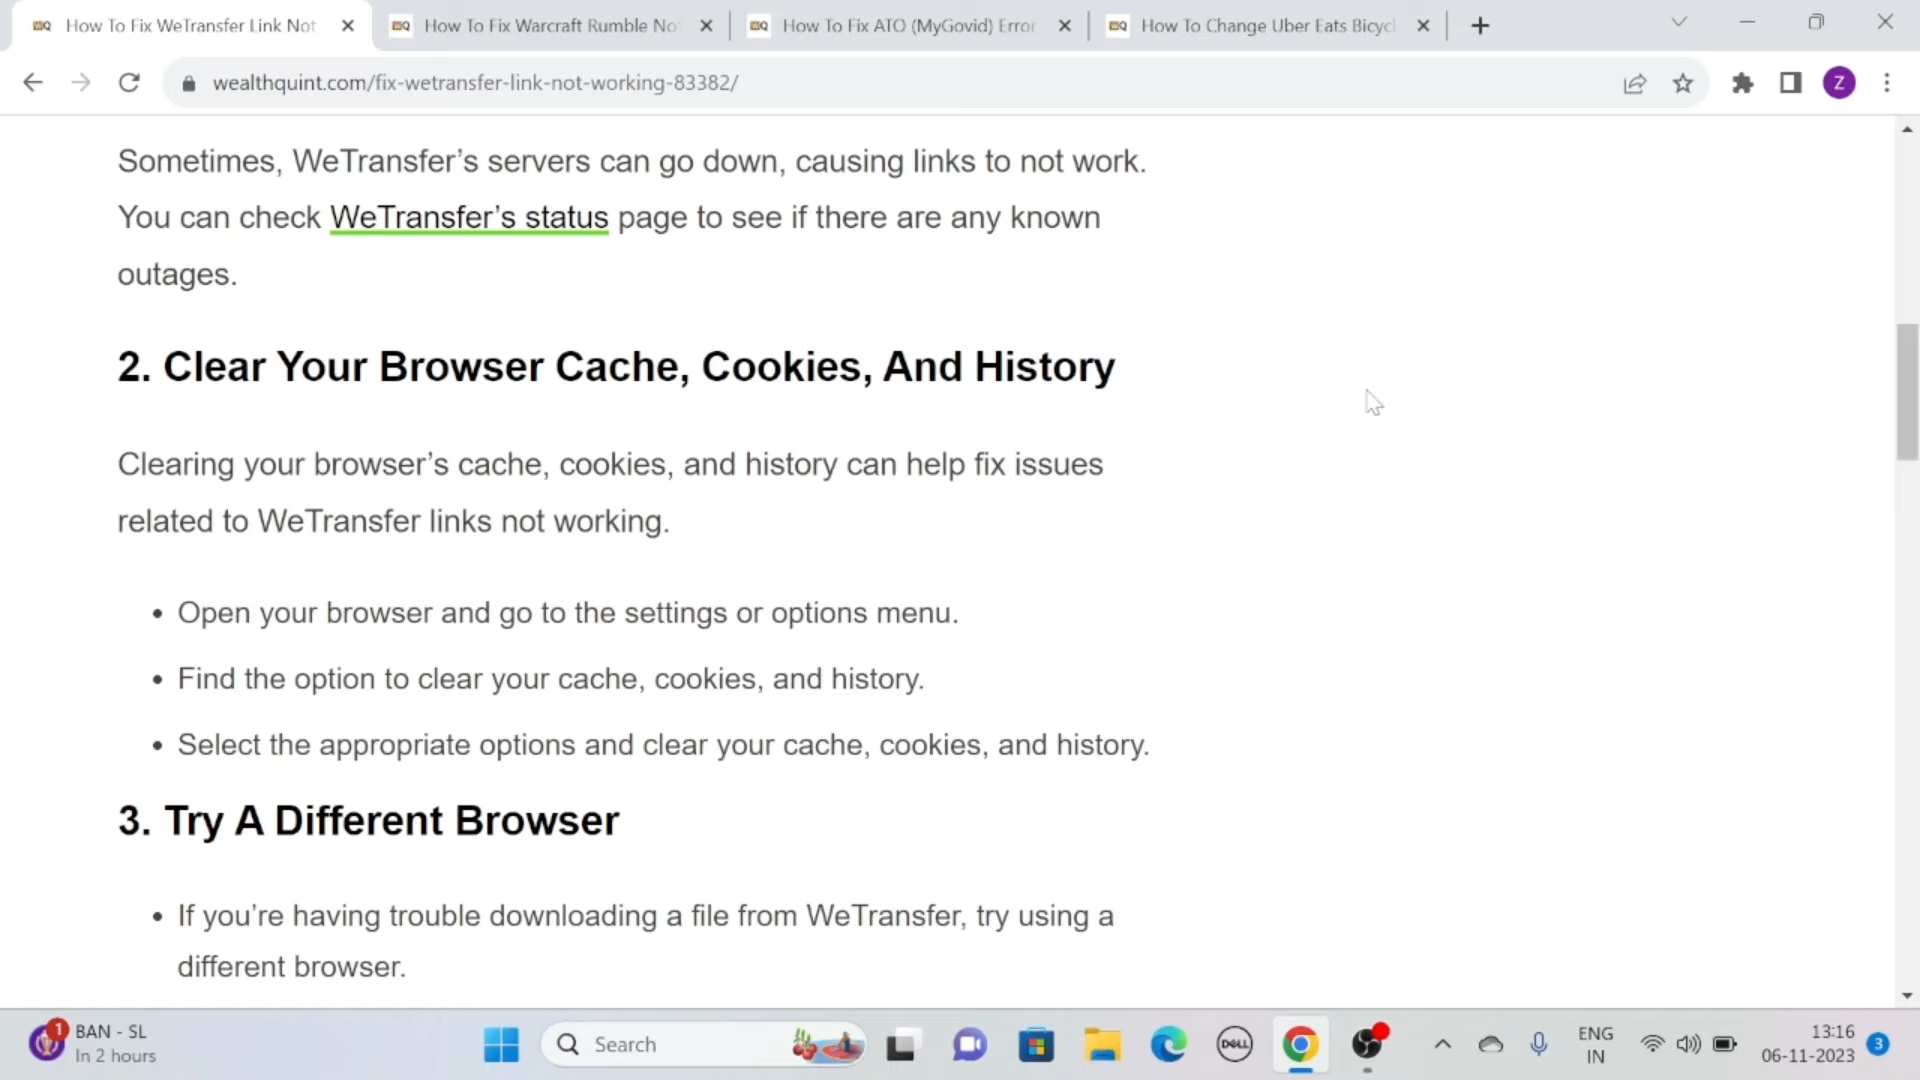 How To Fix WeTransfer Link Not
How To Fix Warcraft Rumble No
How To Fix ATO (MyGovid) Error
How To Change Uber Eats Bicycl
Z
wealthquint.com/fix-wetransfer-link-not-working-83382/
Sometimes, WeTransfer’s servers can go down, causing links to not work.
You can check WeTransfer’s status page to see if there are any known
outages.
2. Clear Your Browser Cache, Cookies, And History
Clearing your browser’s cache, cookies, and history can help fix issues
related to WeTransfer links not working.
• Open your browser and go to the settings or options menu.
• Find the option to clear your cache, cookies, and history.
• Select the appropriate options and clear your cache, cookies, and history.
3. Try A Different Browser
• If you’re having trouble downloading a file from WeTransfer, try using a
different browser.
1
BAN - SL
In 2 hours
Search
DELL
ENG
IN
13:16
06-11-2023
3